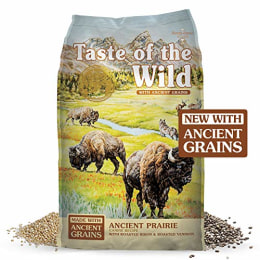 Taste of the
Wild
WITH ANCIENT GRAINS
NEW WITH
ANCIENT
GRAINS
MADE WITH
ANCIENT
GRAINS
ANCIENT PRAIRIE
CANINE RECIPE
WITH ROASTED BISON & ROASTED VENISON